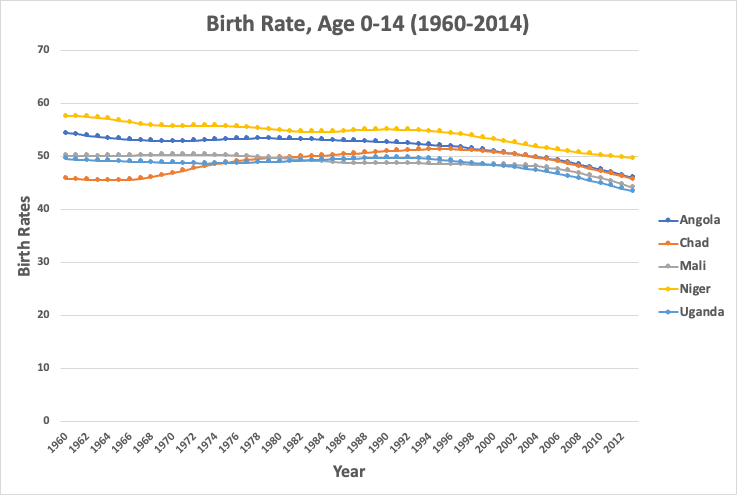 Birth Rate, Age 0-14 (1960-2014)
70
60
50
40
30
20
10
0
Birth Rates
1960 1962 1964 1966 1968 1970 1972 1974 1976 1978 1980 1982 1984 1986 1988 1990 1992 1994 1996 1998 2000 2002 2004 2006 2008 2010 2012
Year
Angola
Chad
Mali
Niger
Uganda